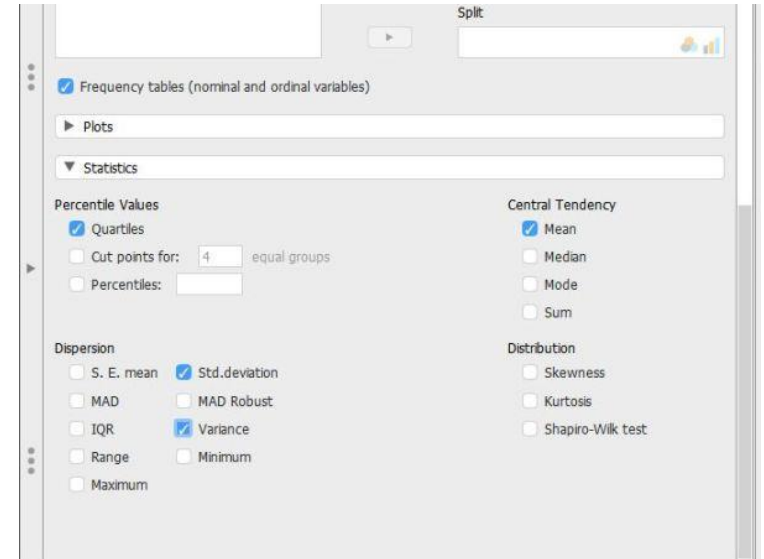 Split
Frequency tables (nominal and ordinal variables)
Plots
Statistics
Percentile Values
Quartiles
Cut points for: 4 equal groups
Percentiles:
Central Tendency
Mean
Median
Mode
Sum
Dispersion
S. E. mean Std.deviation
MAD MAD Robust
IQR Variance
Range Minimum
Maximum
Distribution
Skewness
Kurtosis
Shapiro-Wilk test